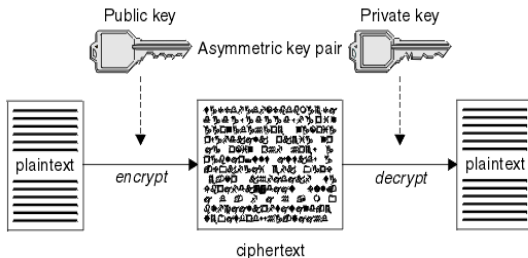 Public key
Private key
Asymmetric key pair
plaintext
encrypt
decrypt
plaintext
ciphertext